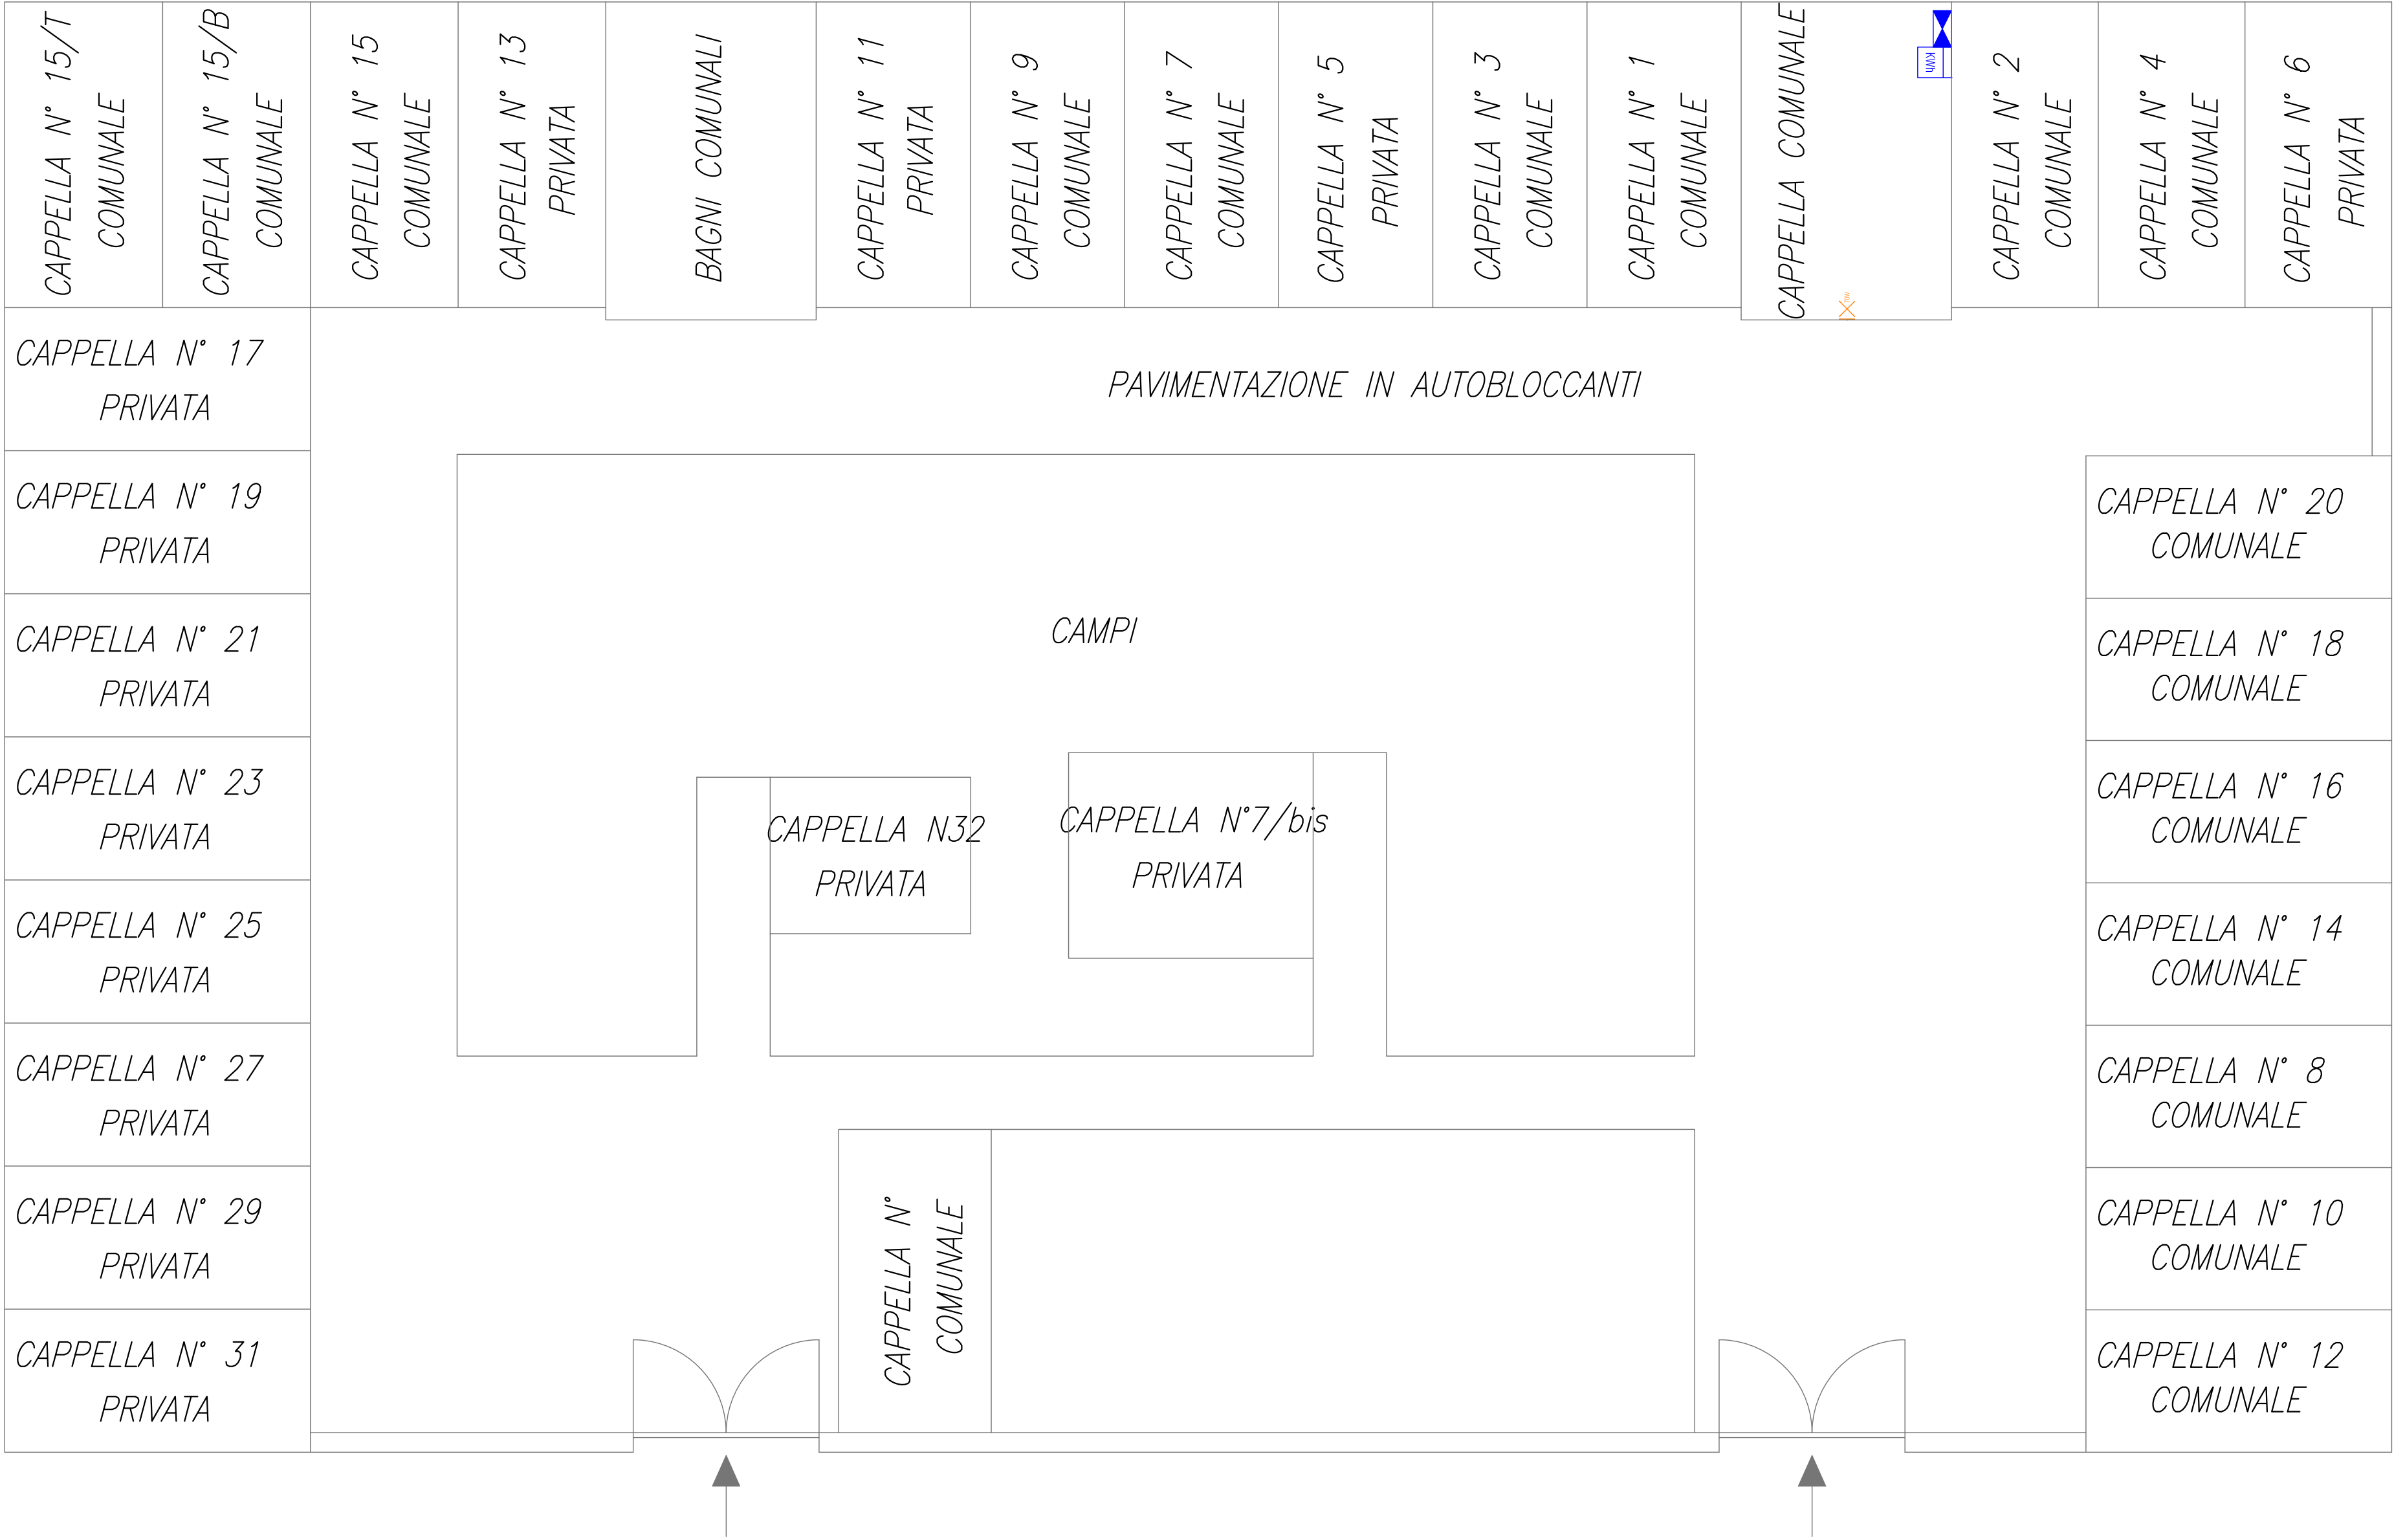 CAPPELLA N° 15/T
COMUNALE
CAPPELLA N° 15/B
COMUNALE
CAPPELLA N° 15
COMUNALE
CAPPELLA N° 13
PRIVATA
BAGNI COMUNALI
CAPPELLA N° 11
PRIVATA
CAPPELLA N° 9
COMUNALE
CAPPELLA N° 7
COMUNALE
CAPPELLA N° 5
PRIVATA
CAPPELLA N° 3
COMUNALE
CAPPELLA N° 1
COMUNALE
CAPPELLA COMUNALE
KWh
CAPPELLA N° 2
COMUNALE
CAPPELLA N° 4
COMUNALE
CAPPELLA N° 6
PRIVATA
PAVIMENTAZIONE IN AUTOBLOCCANTI
CAPPELLA N° 17
PRIVATA
CAPPELLA N° 19
PRIVATA
CAPPELLA N° 21
PRIVATA
CAPPELLA N° 23
PRIVATA
CAPPELLA N° 25
PRIVATA
CAPPELLA N° 27
PRIVATA
CAPPELLA N° 29
PRIVATA
CAPPELLA N° 31
PRIVATA
CAMPI
CAPPELLA N32
PRIVATA
CAPPELLA N°7/bis
PRIVATA
CAPPELLA N°
COMUNALE
CAPPELLA N° 20
COMUNALE
CAPPELLA N° 18
COMUNALE
CAPPELLA N° 16
COMUNALE
CAPPELLA N° 14
COMUNALE
CAPPELLA N° 8
COMUNALE
CAPPELLA N° 10
COMUNALE
CAPPELLA N° 12
COMUNALE